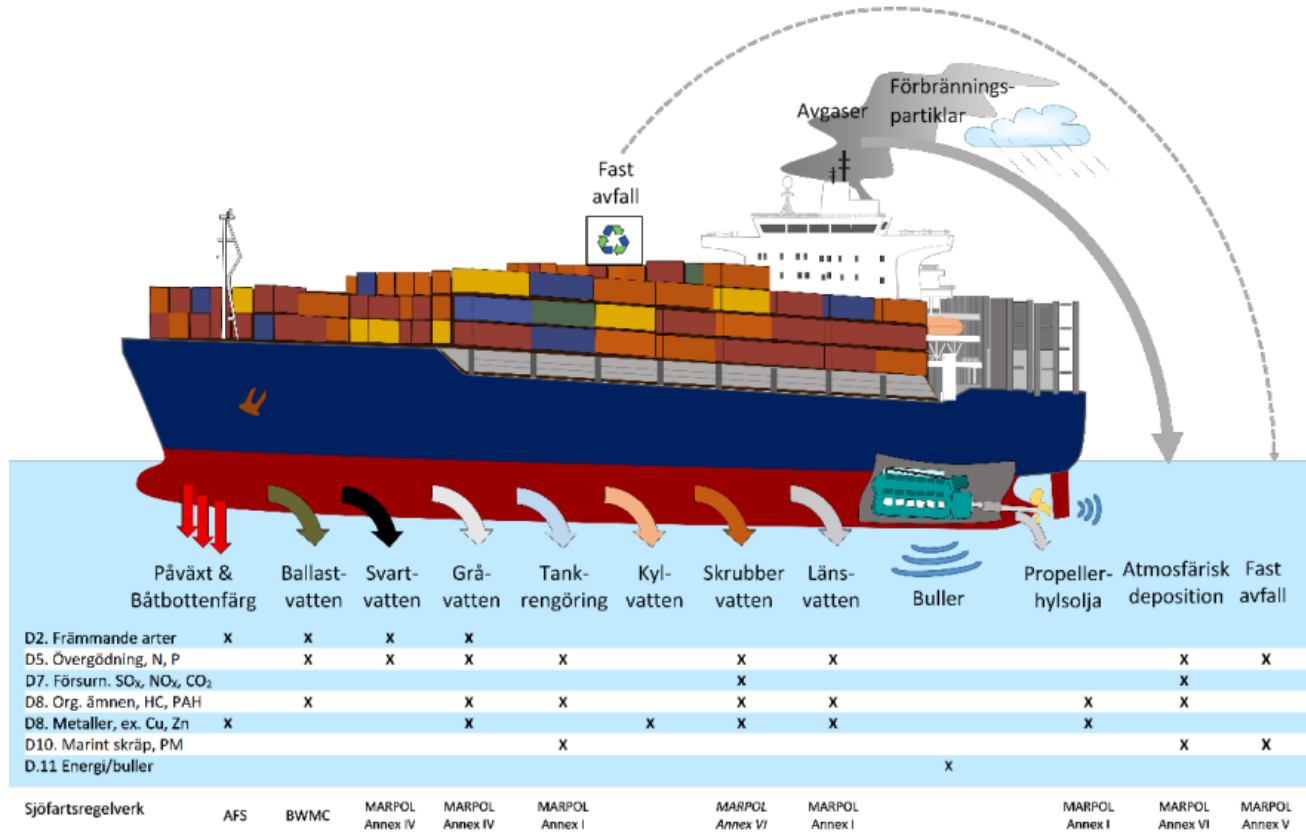 Förbrännings-
partiklar
Avgaser
Fast
avfall
Påväxt &
Båtbottenfärg
Ballast-
vatten
Svart-
vatten
Grå-
vatten
Tank-
rengöring
Kyl-
vatten
Skrubber
vatten
Läns-
vatten
Buller
Propeller-
hylsolja
Atmosfärisk
deposition
Fast
avfall
D2. Främmande arter x x x x
D5. Övergödning, N, P x x x x x x x x
D7. Försurn. SOₓ, NOₓ, CO₂ x x
D8. Org. ämnen, HC, PAH x x x x x x x
D8. Metaller, ex. Cu, Zn x x x x x x
D10. Marint skräp, PM x x x
D.11 Energi/buller x
Sjöfartsregelverk
AFS
BWMC
MARPOL
Annex IV
MARPOL
Annex IV
MARPOL
Annex I
MARPOL
Annex VI
MARPOL
Annex I
MARPOL
Annex I
MARPOL
Annex VI
MARPOL
Annex V